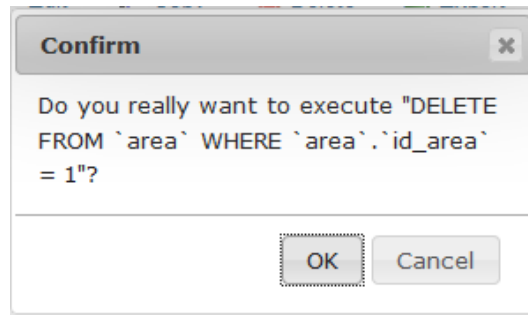 Confirm
Do you really want to execute "DELETE
FROM `area` WHERE `area`.`id_area`
= 1"?
OK
Cancel